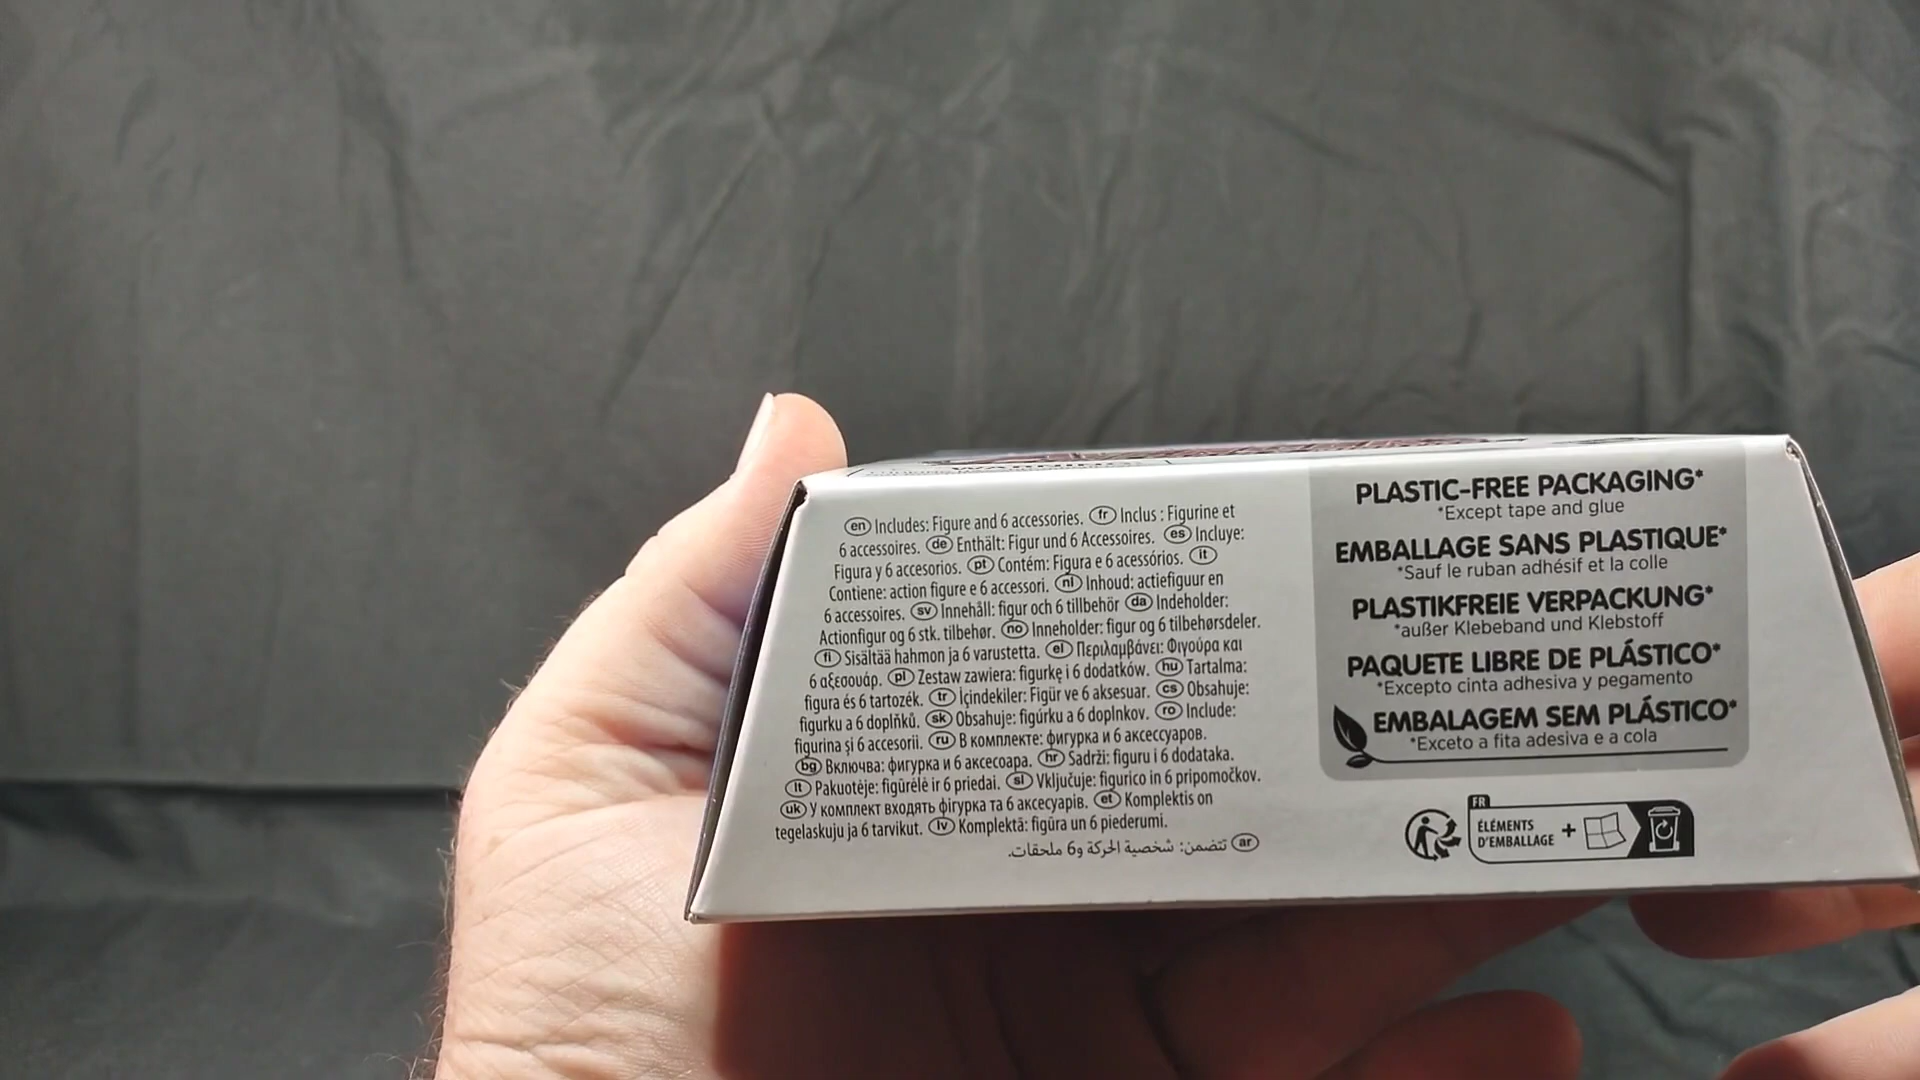 WARNING:
en Includes: Figure and 6 accessories. fr Inclus : Figurine et
6 accessoires. de Enthält: Figur und 6 Accessoires. es Incluye:
Figura y 6 accesorios. pt Contém: Figura e 6 acessórios. it
Contiene: action figure e 6 accessori. nl Inhoud: actiefiguur en
6 accessoires. sv Innehåll: figur och 6 tillbehör da Indeholder:
Actionfigur og 6 stk. tilbehør. no Inneholder: figur og 6 tilbehørsdeler.
fi Sisältää hahmon ja 6 varustetta. el Περιλαμβάνει: Φιγούρα και
6 αξεσουάρ. pl Zestaw zawiera: figurkę i 6 dodatków. hu Tartalma:
figura és 6 tartozék. tr İçindekiler: Figür ve 6 aksesuar. cs Obsahuje:
figurku a 6 doplňků. sk Obsahuje: figúrku a 6 doplnkov. ro Include:
figurina și 6 accesorii. ru В комплекте: фигурка и 6 аксессуаров.
bg Включва: фигурка и 6 аксесоара. hr Sadrži: figuru i 6 dodataka.
lt Pakuotėje: figūrėlė ir 6 priedai. sl Vključuje: figurico in 6 pripomočkov.
uk У комплект входять фігурка та 6 аксесуарів. et Komplektis on
tegelaskuju ja 6 tarvikut. lv Komplektā: figūra un 6 piederumi.
ar تتضمن: شخصية الحركة و6 ملحقات.
PLASTIC-FREE PACKAGING*
*Except tape and glue
EMBALLAGE SANS PLASTIQUE*
*Sauf le ruban adhésif et la colle
PLASTIKFREIE VERPACKUNG*
*außer Klebeband und Klebstoff
PAQUETE LIBRE DE PLÁSTICO*
*Excepto cinta adhesiva y pegamento
EMBALAGEM SEM PLÁSTICO*
*Exceto a fita adesiva e a cola
FR
ÉLÉMENTS
D'EMBALLAGE +